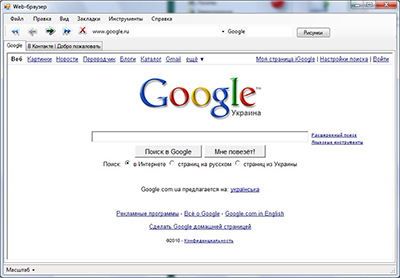 Web-браузер
Файл Правка Вид Закладки Инструменты Справка
www.google.ru Google Рисунки
Google В Контакте | Добро пожаловать
Веб Картинки Новости Переводчик Блоги Каталог Gmail ещё ▼ Моя страница iGoogle | Настройки поиска | Войти
Google™
Украина
Расширенный поиск
Языковые инструменты
Поиск в Google Мне повезёт!
Поиск: в Интернете страниц на русском страниц из Украины
Google.com.ua предлагается на: українська
Рекламные программы - Всё о Google - Google.com in English
Сделать Google домашней страницей
©2010 - Конфиденциальность
Масштаб